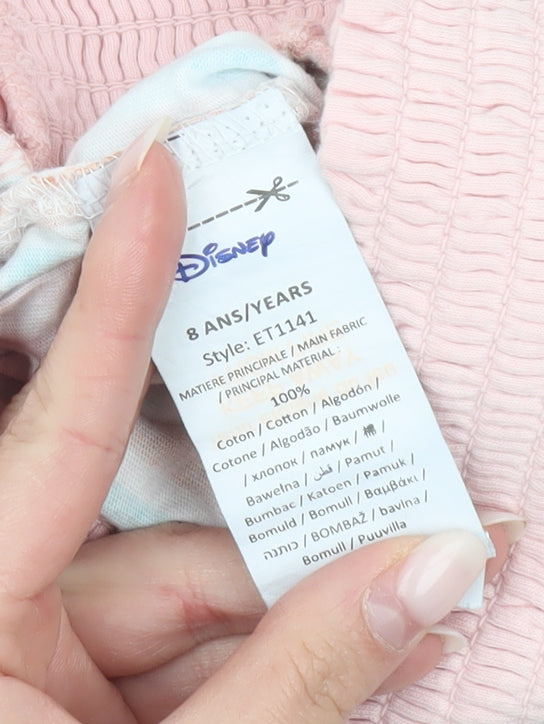 Disney
8 ANS/YEARS
Style: ET1141
MATIERE PRINCIPALE / MAIN FABRIC
/ PRINCIPAL MATERIAL :
100%
Coton / Cotton / Algodón /
Cotone / Algodão / Baumwolle
/ хлопок / памук / 棉 /
Bawełna / قطن / Pamut /
Bumbac / Katoen / Pamuk /
Bomuld / Bomull / Βαμβάκι /
כותנה / BOMBAŽ / bavlna /
Bomull / Puuvilla